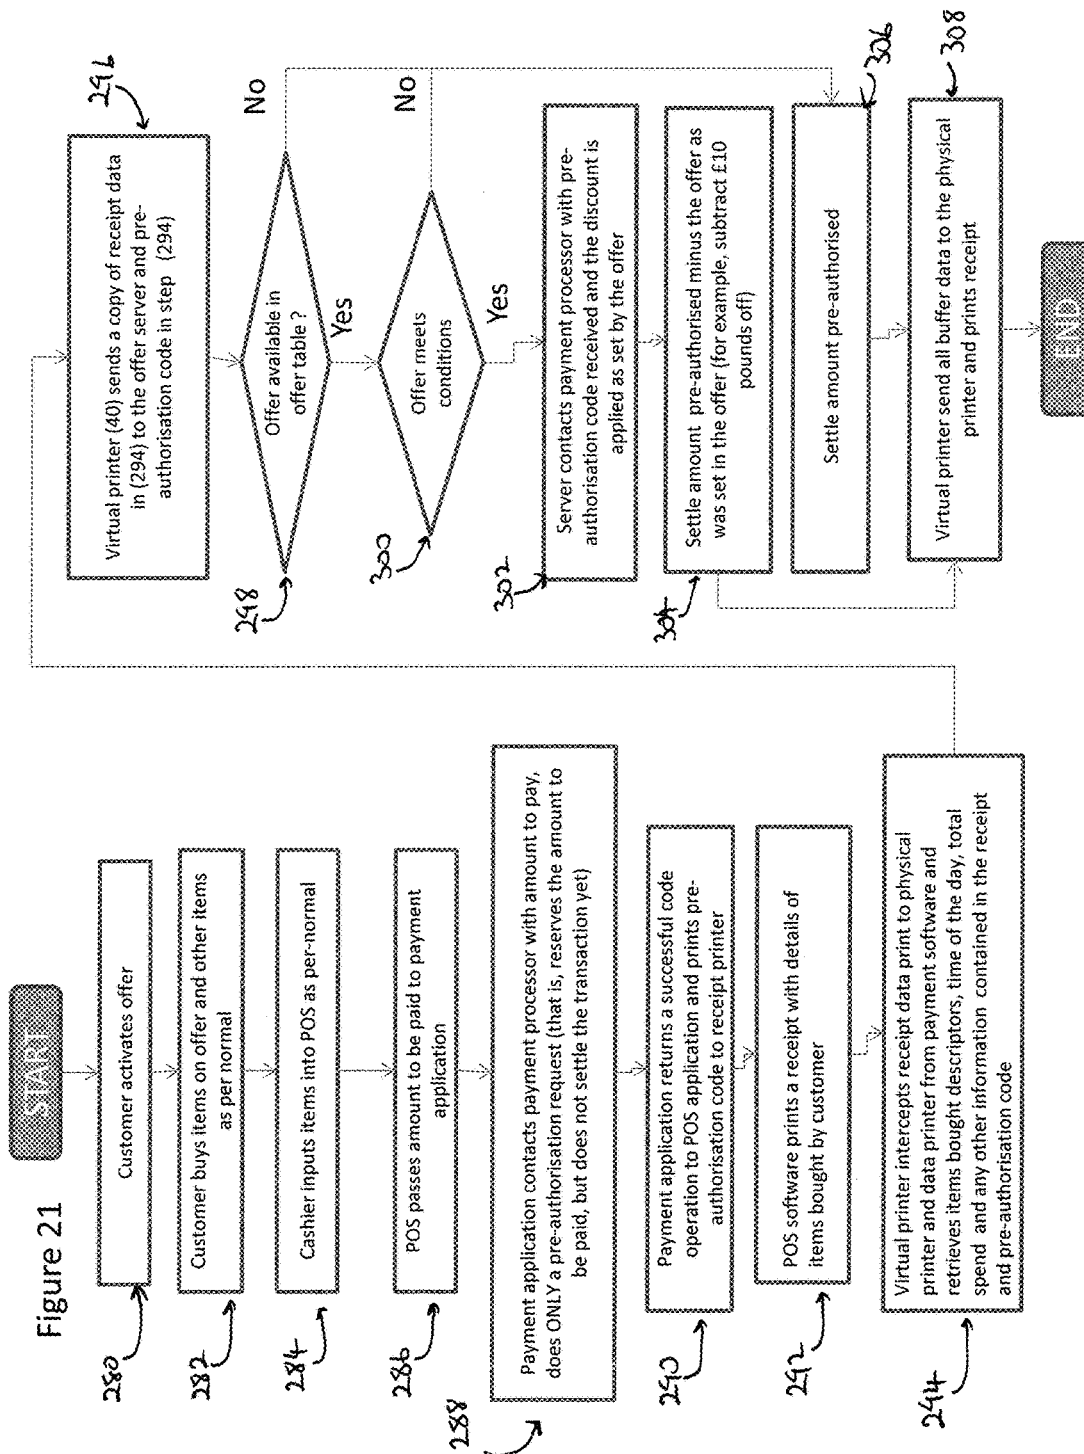 Figure 21
START
280
Customer activates offer
282
Customer buys items on offer and other items
as per normal
284
Cashier inputs items into POS as per-normal
286
POS passes amount to be paid to payment
application
288
Payment application contacts payment processor with amount to pay,
does ONLY a pre-authorisation request (that is, reserves the amount to
be paid, but does not settle the transaction yet)
290
Payment application returns a successful code
operation to POS application and prints pre-
authorisation code to receipt printer
292
POS software prints a receipt with details of
items bought by customer
294
Virtual printer intercepts receipt data print to physical
printer and data printer from payment software and
retrieves items bought descriptors, time of the day, total
spend and any other information contained in the receipt
and pre-authorisation code
296
Virtual printer (40) sends a copy of receipt data
in (294) to the offer server and pre-
authorisation code in step (294)
298
Offer available in
offer table ?
No
Yes
300
Offer meets
conditions
No
Yes
302
Server contacts payment processor with pre-
authorisation code received and the discount is
applied as set by the offer
304
Settle amount pre-authorised minus the offer as
was set in the offer (for example, subtract £10
pounds off)
306
Settle amount pre-authorised
308
Virtual printer send all buffer data to the physical
printer and prints receipt
END